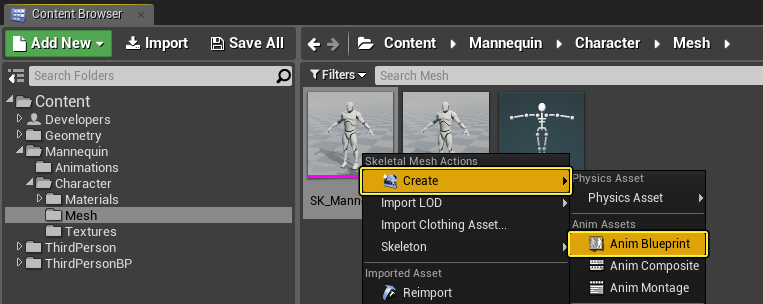 Content Browser
Add New Import Save All Content Mannequin Character Mesh
Search Folders Filters Search Mesh
Content
Developers
Geometry
Mannequin
Animations
Character
Materials
Mesh
Textures
ThirdPerson
ThirdPersonBP
SK_Mann
Skeletal Mesh Actions
Create
Import LOD
Import Clothing Asset...
Skeleton
Imported Asset
Reimport
Physics Asset
Physics Asset
Anim Assets
Anim Blueprint
Anim Composite
Anim Montage